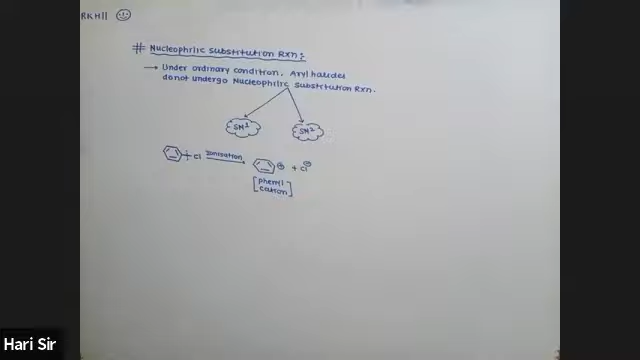 RKH11
# Nucleophilic substitution Rxn:
→ Under ordinary condition, Aryl halides
donot undergo Nucleophilic substitution Rxn.
SN1 SN2
Cl Ionisation ⊕ + Cl⊖
[phenyl
cation]
Hari Sir